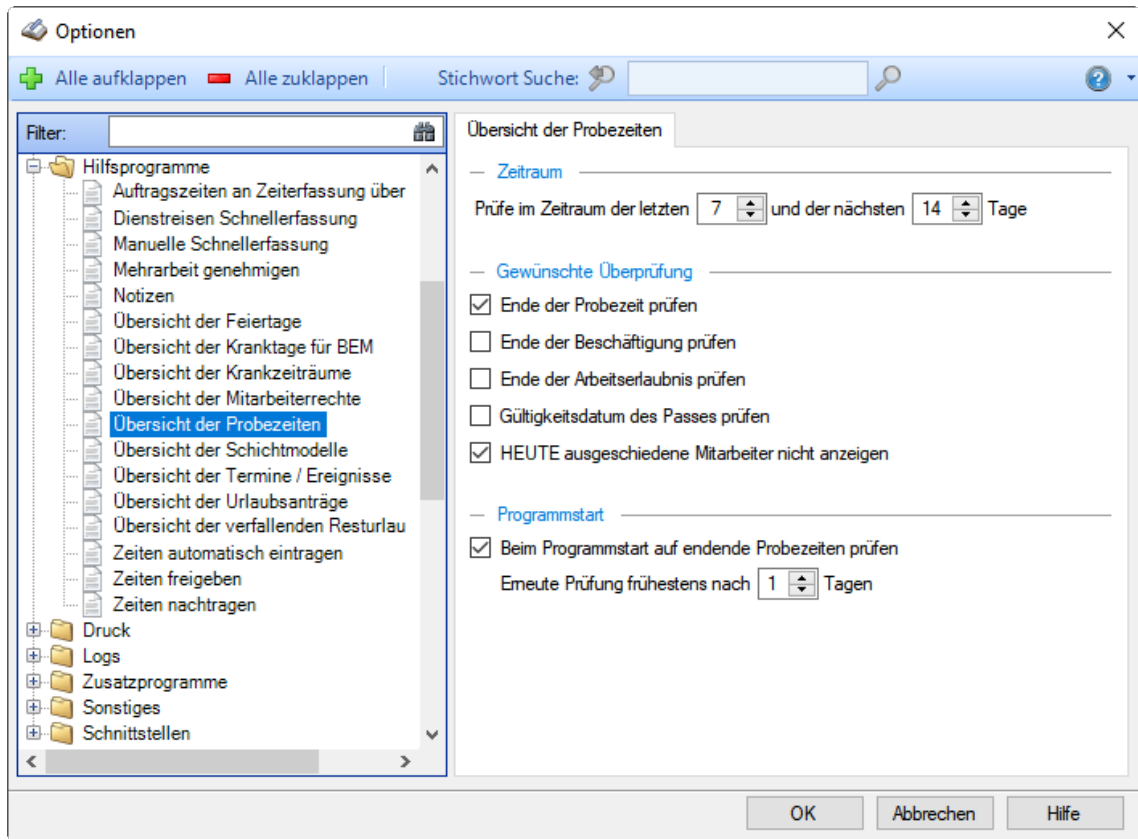 Optionen
Alle aufklappen Alle zuklappen Stichwort Suche:
Filter:
Hilfsprogramme
Auftragszeiten an Zeiterfassung über
Dienstreisen Schnellerfassung
Manuelle Schnellerfassung
Mehrarbeit genehmigen
Notizen
Übersicht der Feiertage
Übersicht der Kranktage für BEM
Übersicht der Krankzeiträume
Übersicht der Mitarbeiterrechte
Übersicht der Probezeiten
Übersicht der Schichtmodelle
Übersicht der Termine / Ereignisse
Übersicht der Urlaubsanträge
Übersicht der verfallenden Resturlau
Zeiten automatisch eintragen
Zeiten freigeben
Zeiten nachtragen
Druck
Logs
Zusatzprogramme
Sonstiges
Schnittstellen
Übersicht der Probezeiten
Zeitraum
Prüfe im Zeitraum der letzten 7 und der nächsten 14 Tage
Gewünschte Überprüfung
Ende der Probezeit prüfen
Ende der Beschäftigung prüfen
Ende der Arbeitserlaubnis prüfen
Gültigkeitsdatum des Passes prüfen
HEUTE ausgeschiedene Mitarbeiter nicht anzeigen
Programmstart
Beim Programmstart auf endende Probezeiten prüfen
Erneute Prüfung frühestens nach 1 Tagen
OK Abbrechen Hilfe